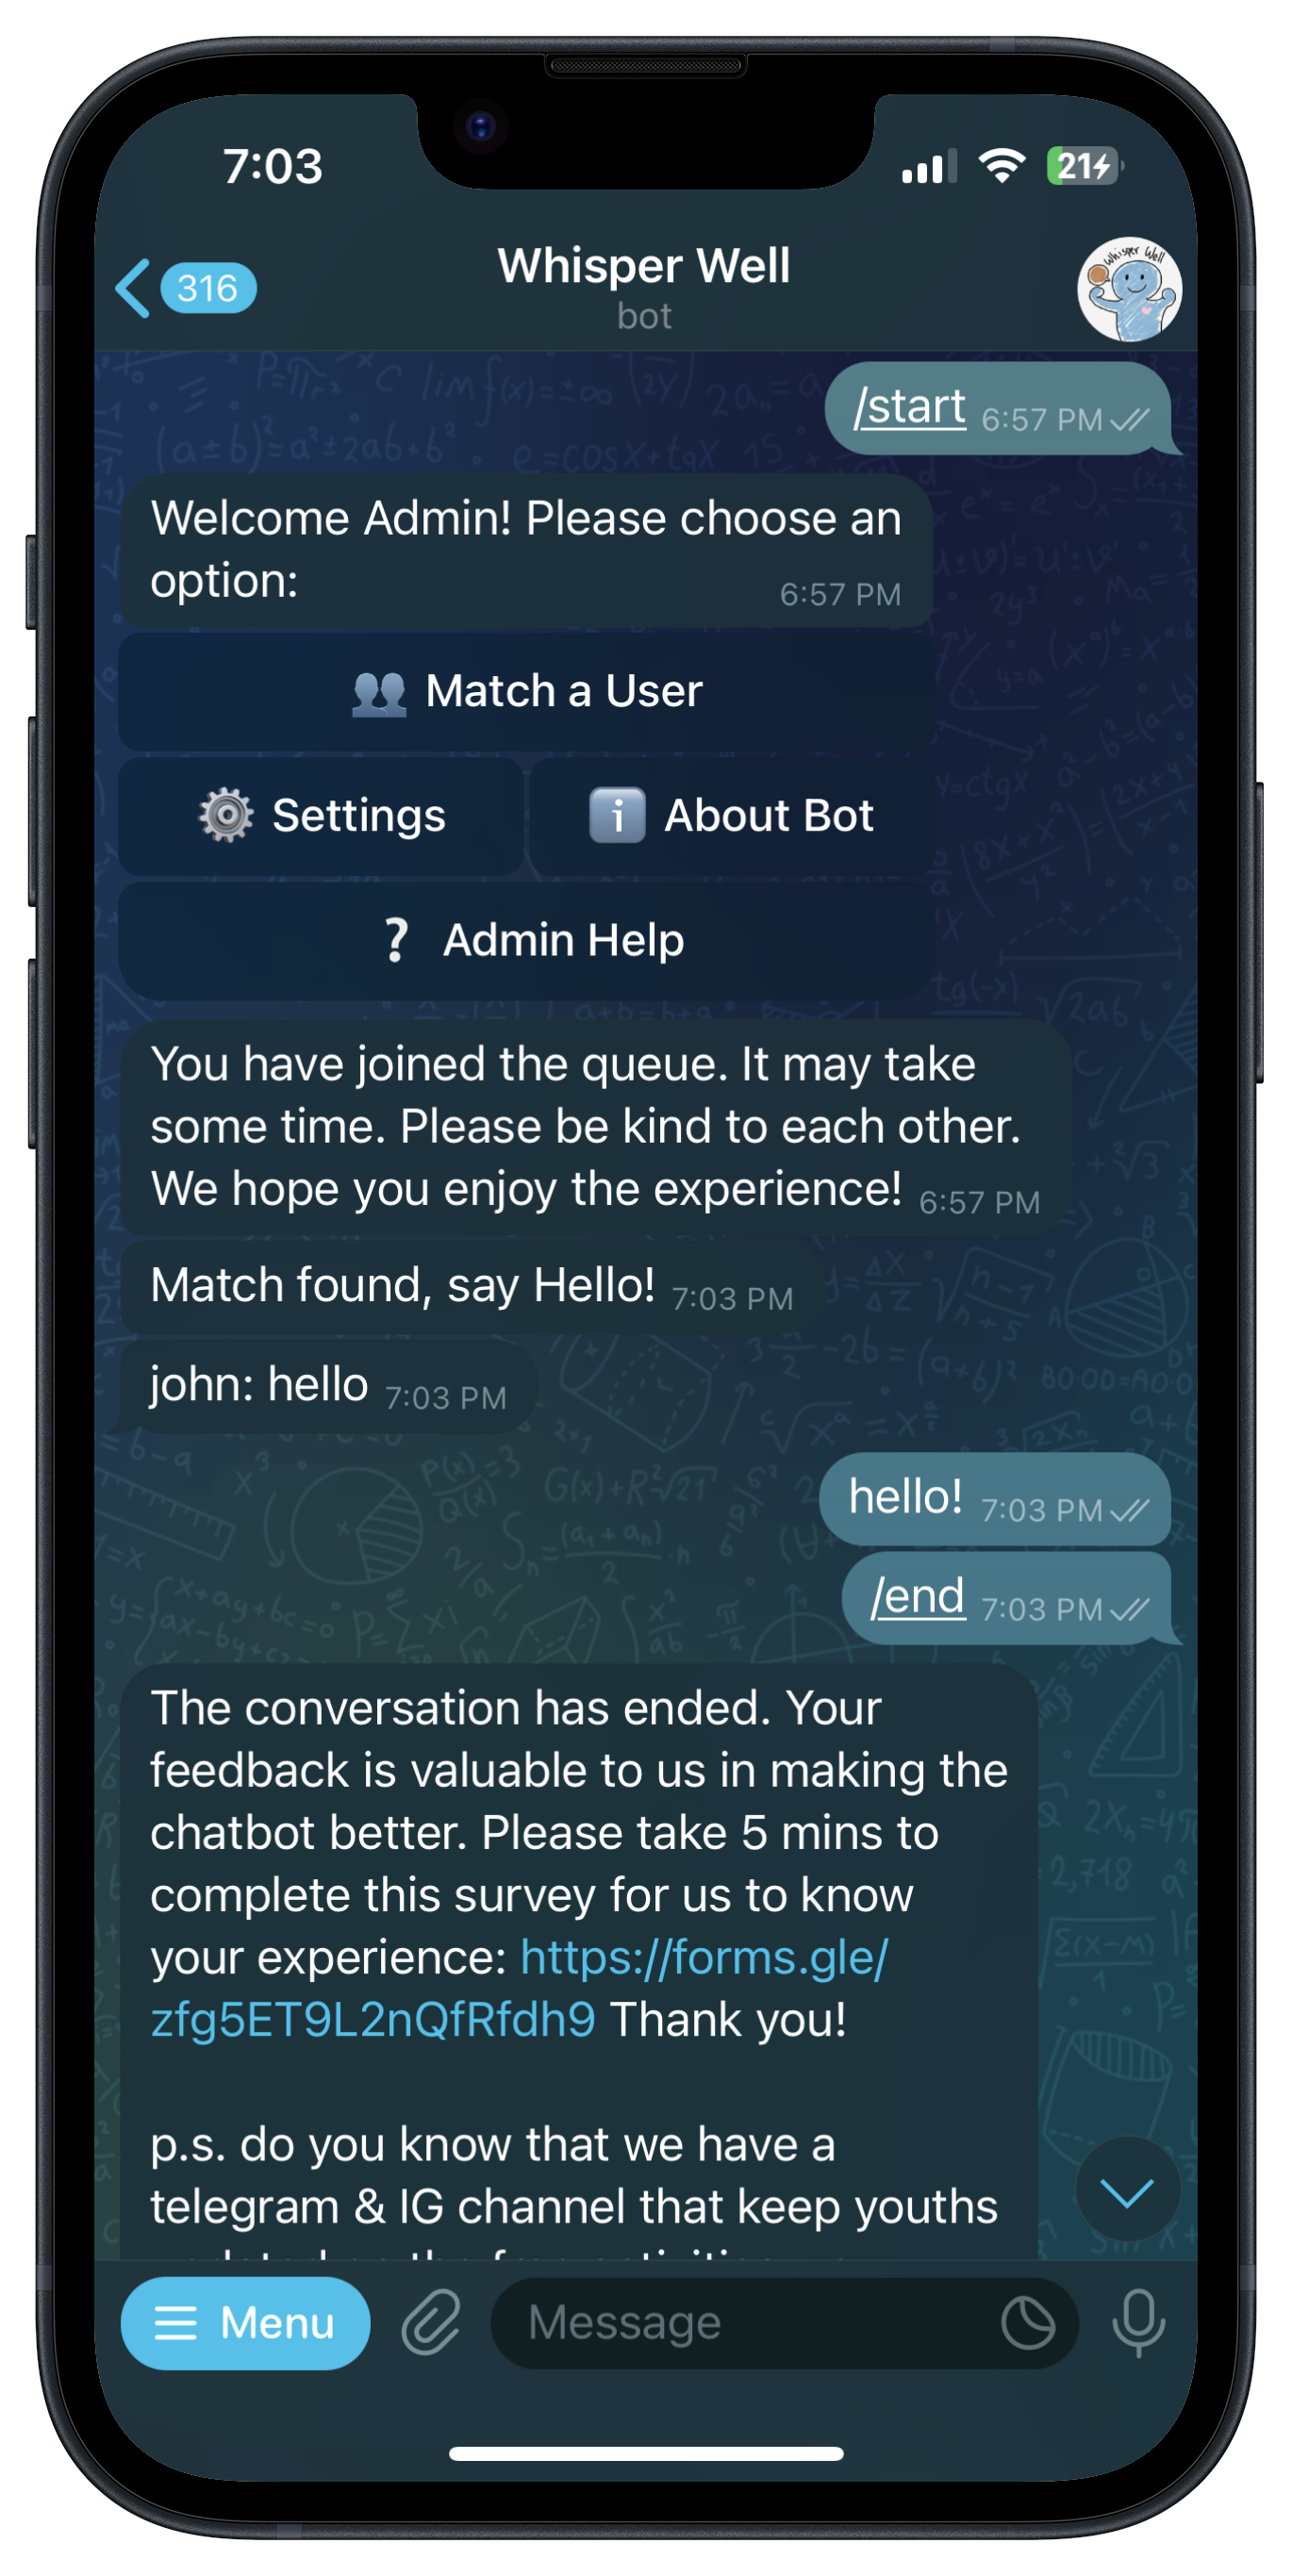 7:03
21
316
Whisper Well
bot
Whisper Well
/start 6:57 PM
Welcome Admin! Please choose an
option: 6:57 PM
Match a User
Settings
About Bot
? Admin Help
You have joined the queue. It may take
some time. Please be kind to each other.
We hope you enjoy the experience! 6:57 PM
Match found, say Hello! 7:03 PM
john: hello 7:03 PM
hello! 7:03 PM
/end 7:03 PM
The conversation has ended. Your
feedback is valuable to us in making the
chatbot better. Please take 5 mins to
complete this survey for us to know
your experience: https://forms.gle/
zfg5ET9L2nQfRfdh9 Thank you!
p.s. do you know that we have a
telegram & IG channel that keep youths
Menu
Message